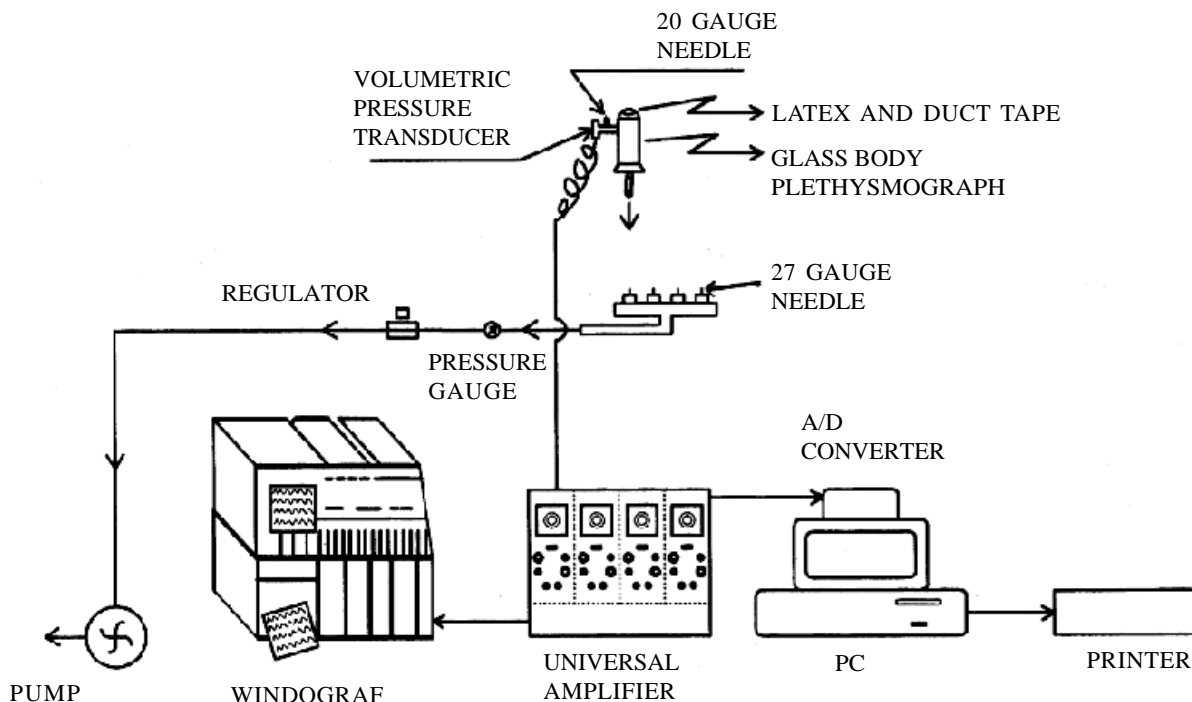 20 GAUGE
NEEDLE
VOLUMETRIC
PRESSURE
TRANSDUCER
LATEX AND DUCT TAPE
GLASS BODY
PLETHYSMOGRAPH
27 GAUGE
NEEDLE
REGULATOR
PRESSURE
GAUGE
A/D
CONVERTER
UNIVERSAL
AMPLIFIER
PC
PRINTER
PUMP
WINDOGRAF